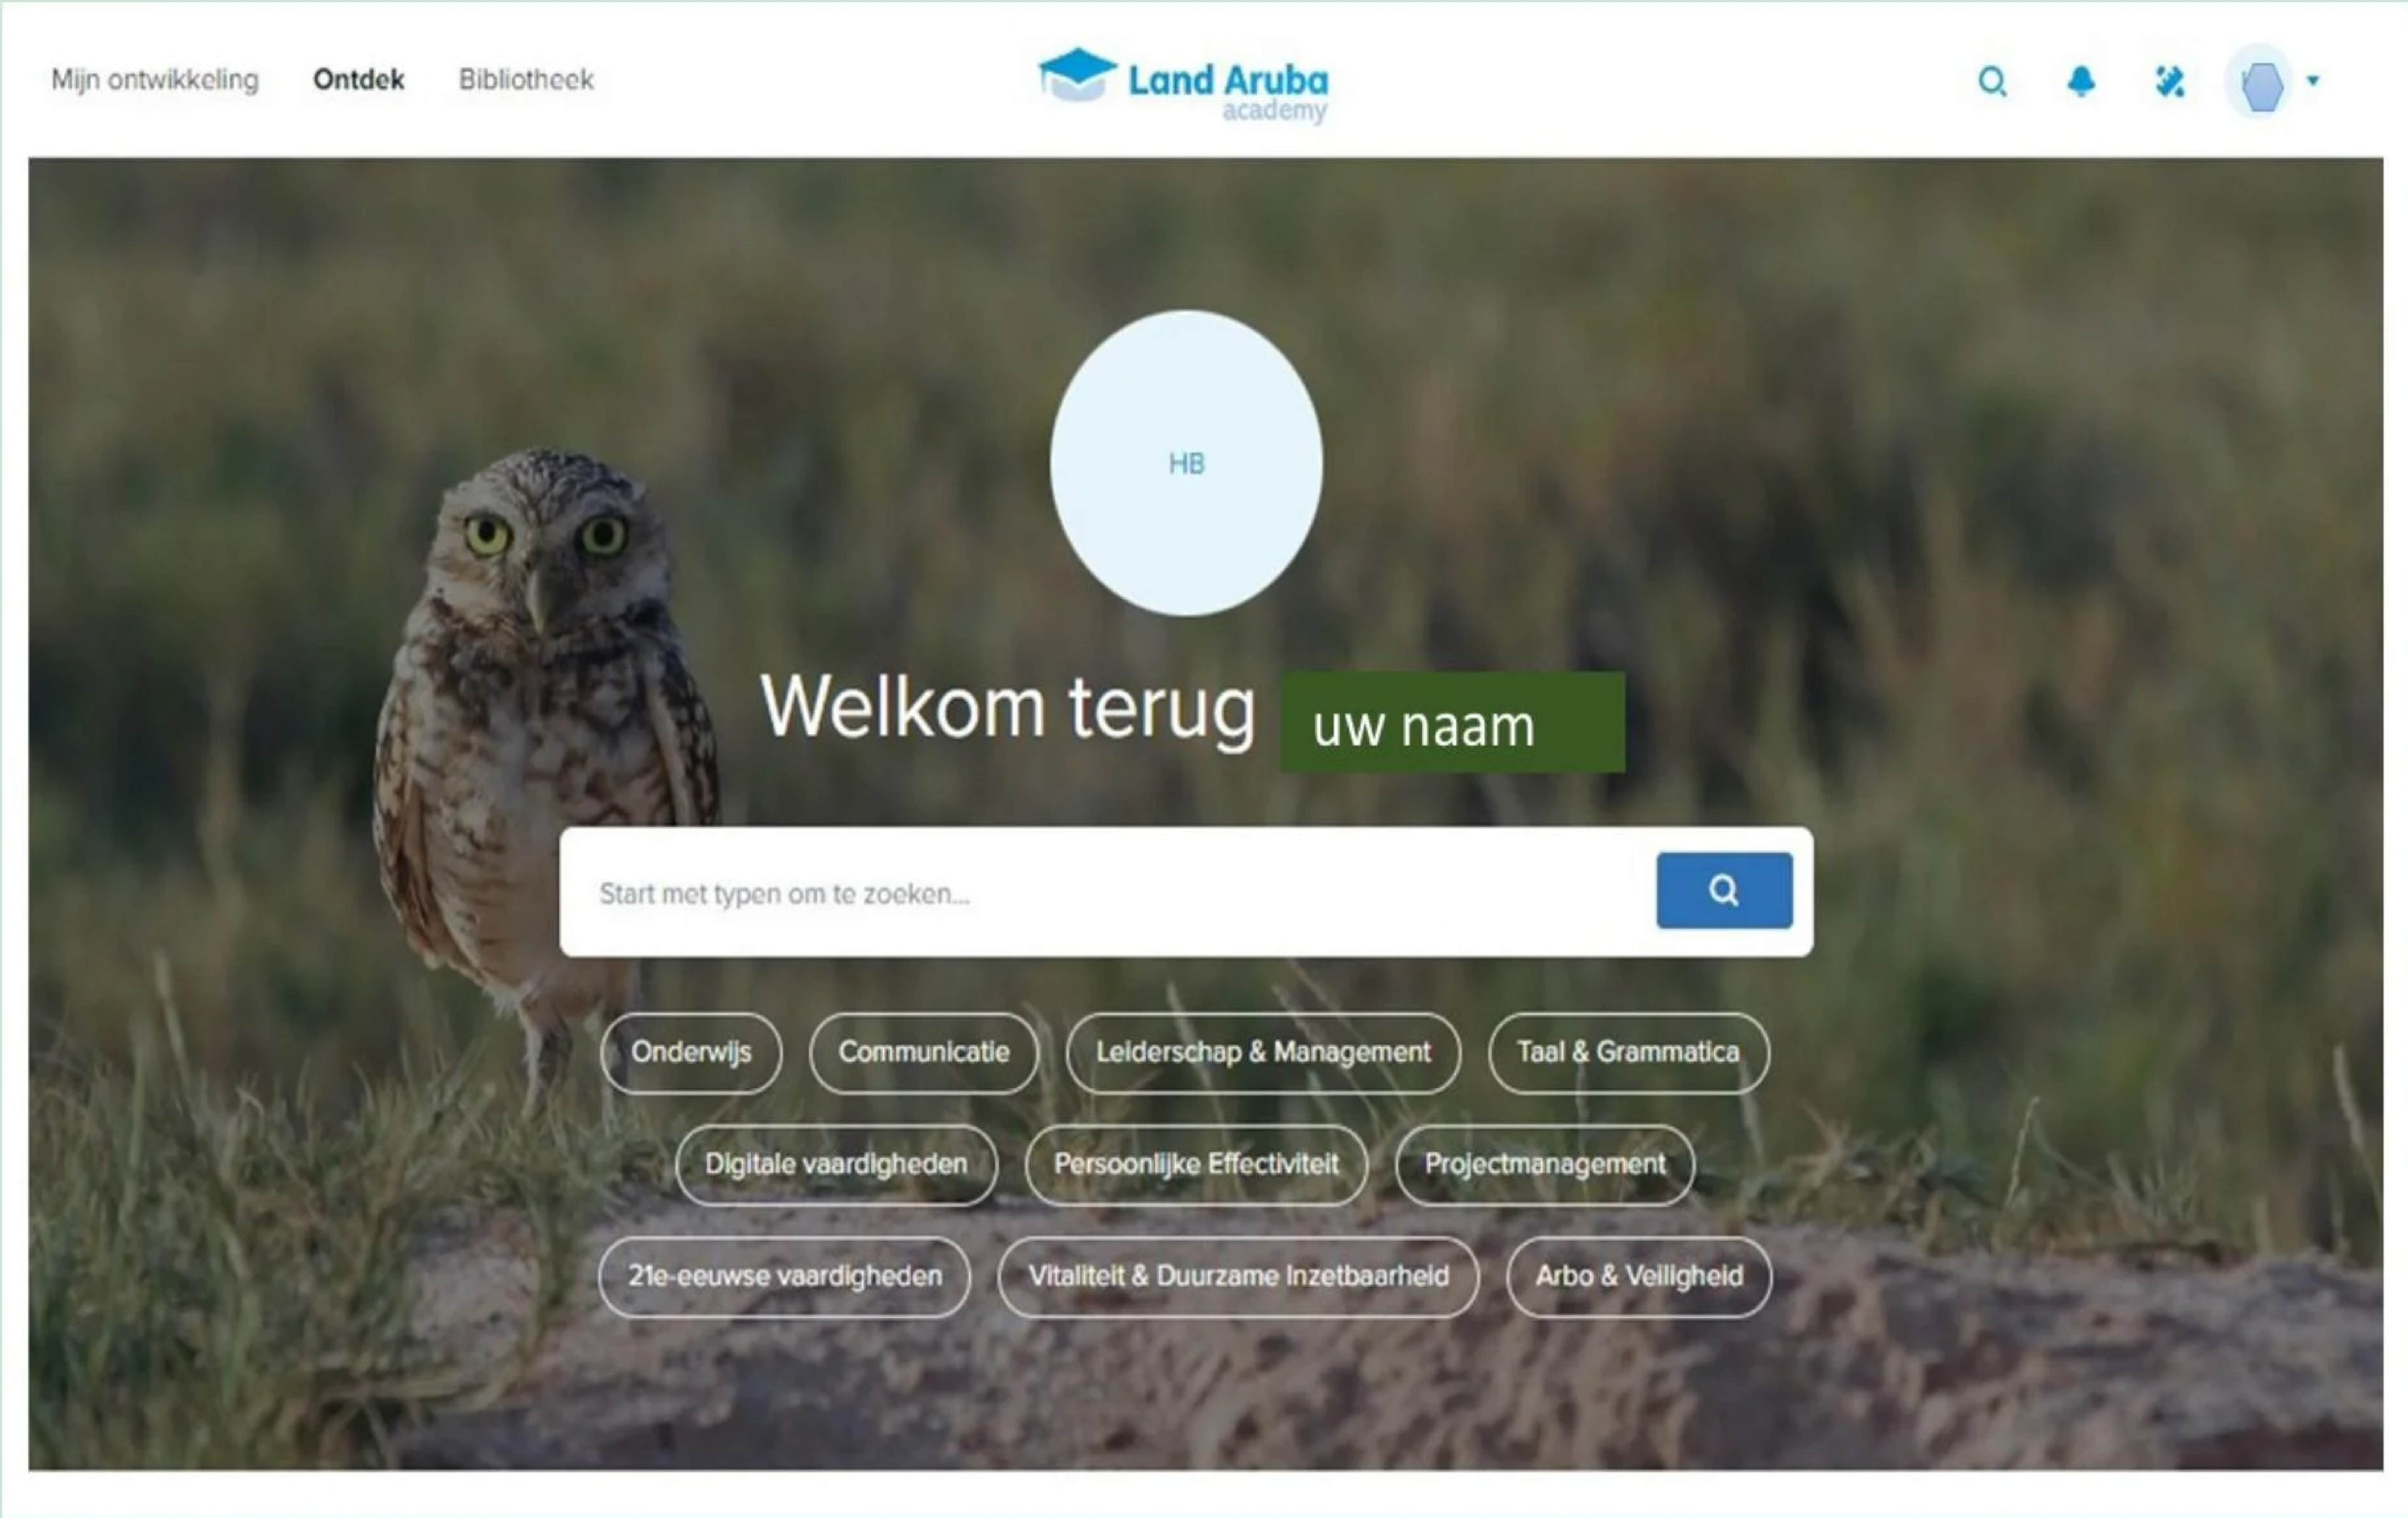 Mijn ontwikkeling Ontdek Bibliotheek
Land Aruba
academy
HB
Welkom terug uw naam
Start met typen om te zoeken...
Onderwijs Communicatie Leiderschap & Management Taal & Grammatica
Digitale vaardigheden Persoonlijke Effectiviteit Projectmanagement
21e-eeuwse vaardigheden Vitaliteit & Duurzame Inzetbaarheid Arbo & Veiligheid